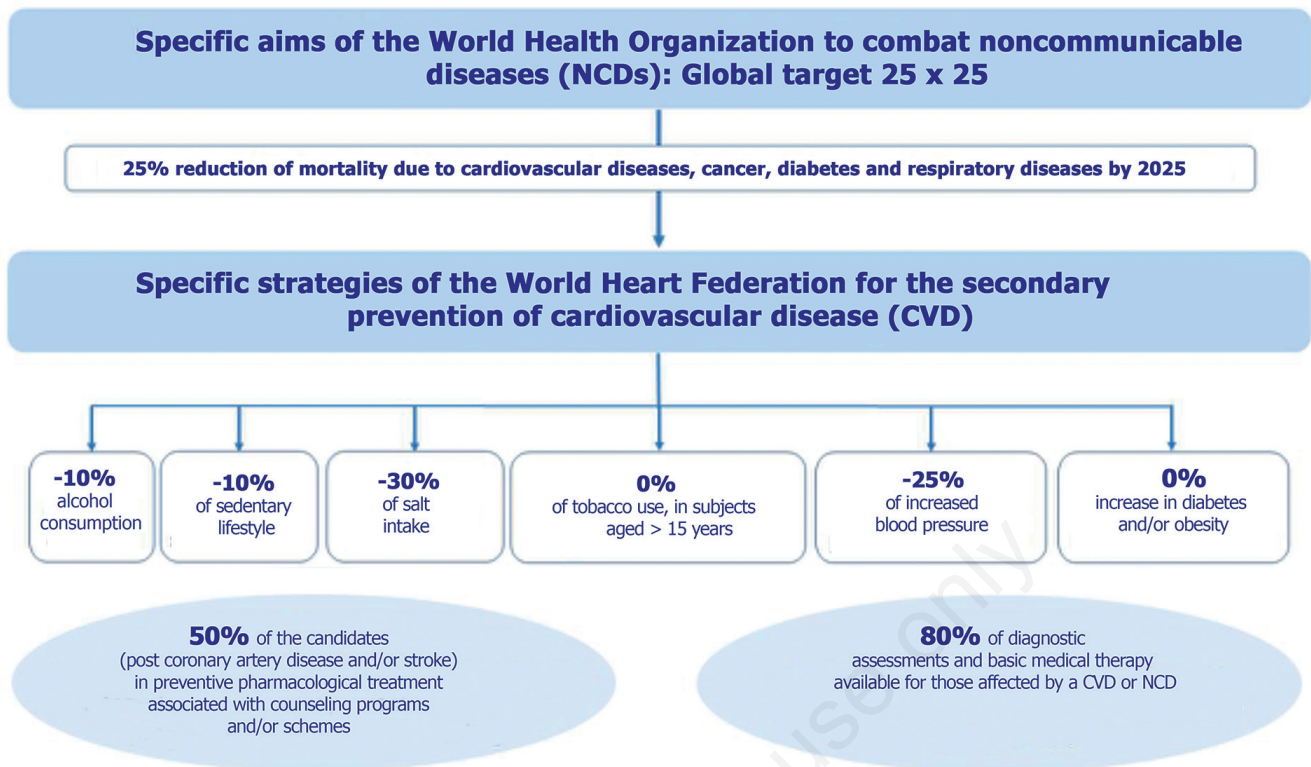 Specific aims of the World Health Organization to combat noncommunicable
diseases (NCDs): Global target 25 x 25
25% reduction of mortality due to cardiovascular diseases, cancer, diabetes and respiratory diseases by 2025
Specific strategies of the World Heart Federation for the secondary
prevention of cardiovascular disease (CVD)
-10%
alcohol
consumption
-10%
of sedentary
lifestyle
-30%
of salt
intake
0%
of tobacco use, in subjects
aged > 15 years
-25%
of increased
blood pressure
0%
increase in diabetes
and/or obesity
50% of the candidates
(post coronary artery disease and/or stroke)
in preventive pharmacological treatment
associated with counseling programs
and/or schemes
80% of diagnostic
assessments and basic medical therapy
available for those affected by a CVD or NCD
use only